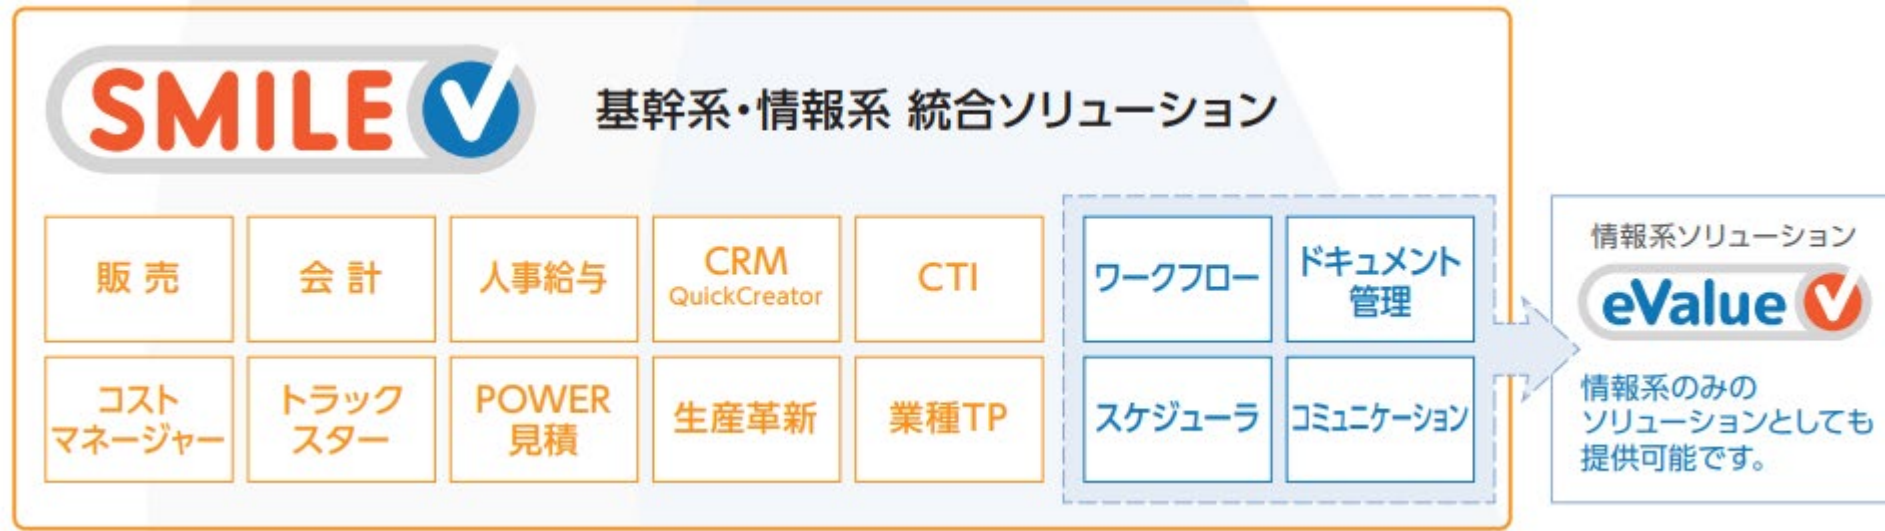 SMILE V
基幹系・情報系 統合ソリューション
販売
会計
人事給与
CRM
QuickCreator
CTI
ワークフロー
ドキュメント
管理
コスト
マネージャー
トラック
スター
POWER
見積
生産革新
業種TP
スケジューラ
コミュニケーション
情報系ソリューション
eValue V
情報系のみの
ソリューションとしても
提供可能です。